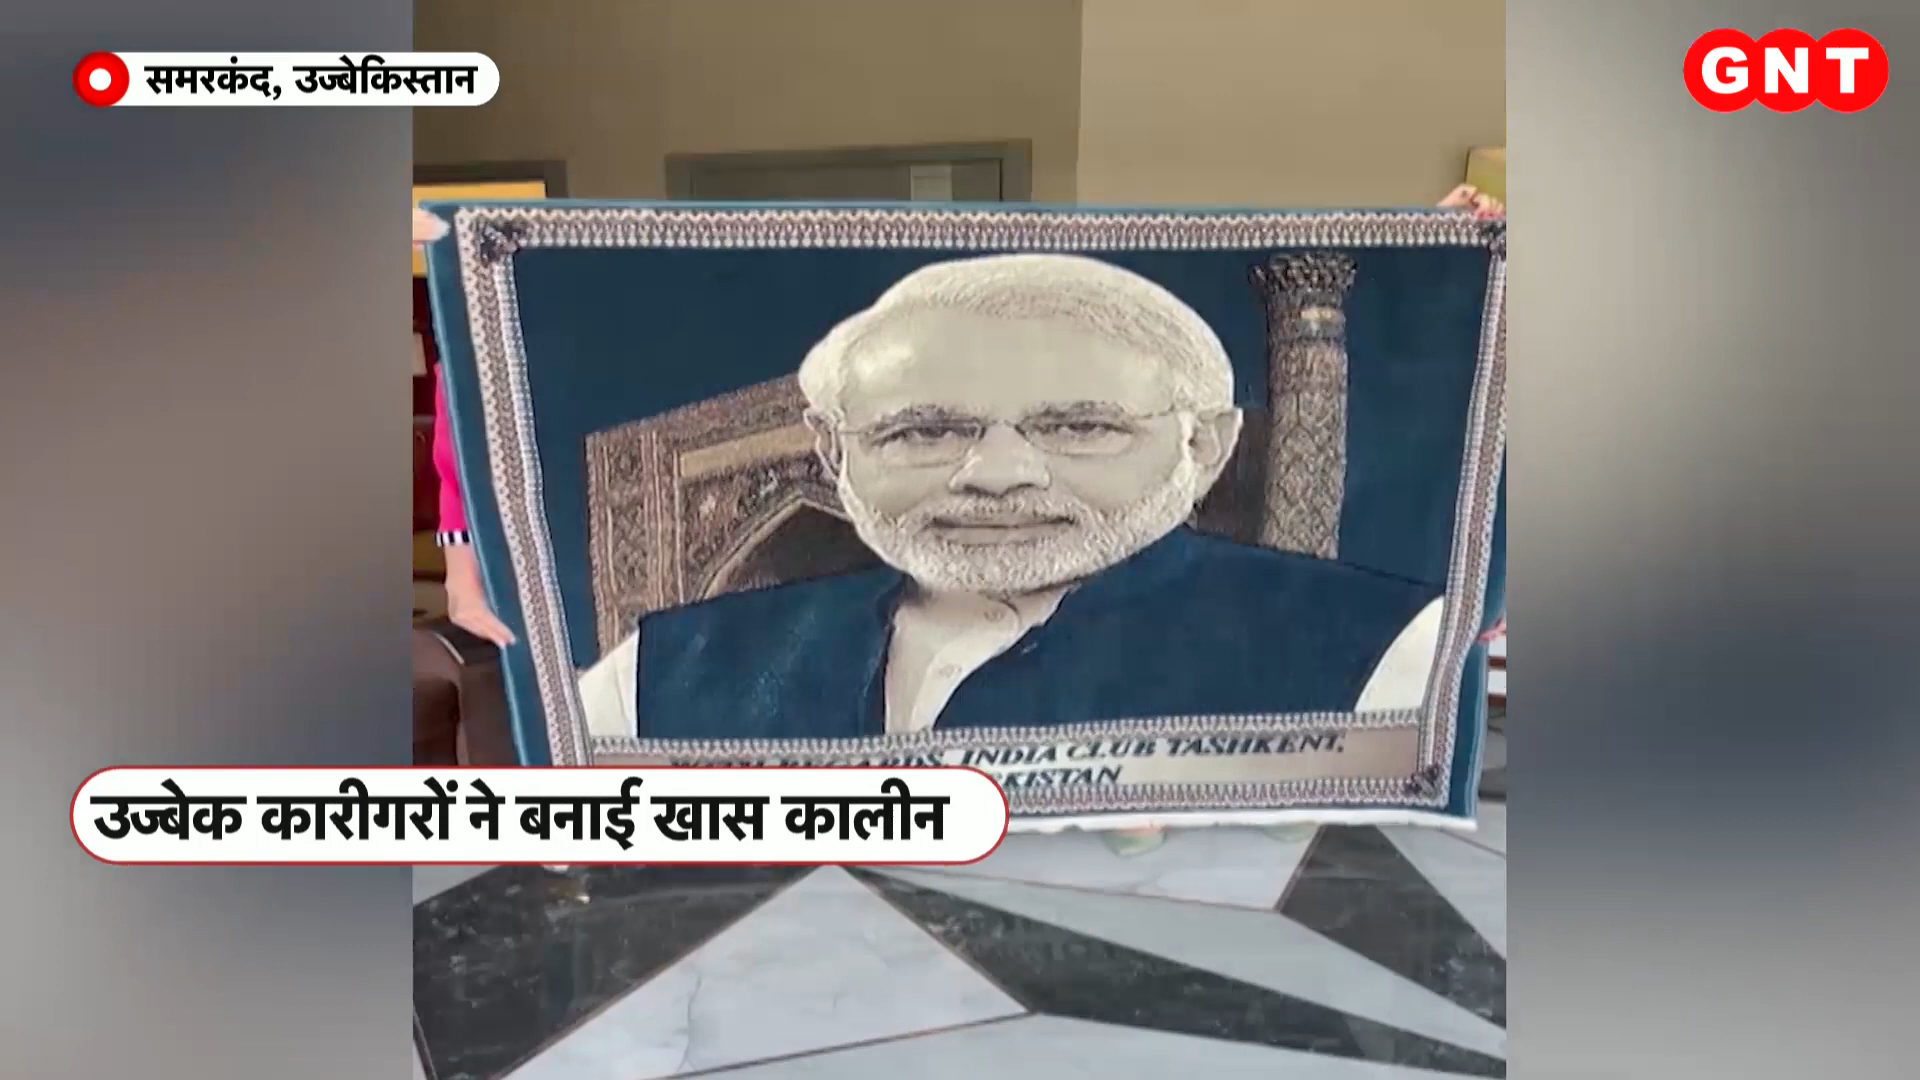 समरकंद, उज्बेकिस्तान
GNT
REGARDS, INDIA CLUB TASHKENT,
उज्बेक कारीगरों ने बनाई खास कालीन